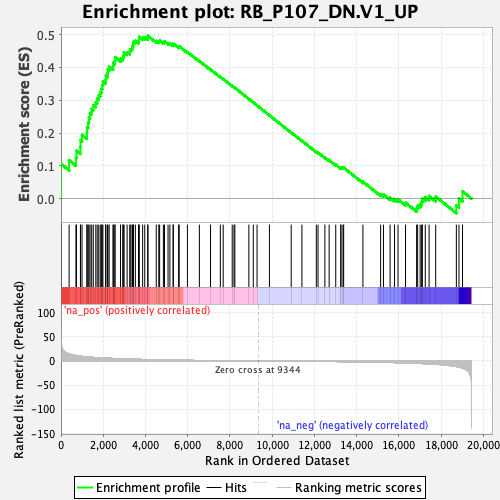 Enrichment plot: RB_P107_DN.V1_UP
Enrichment score (ES)
0.5
0.4
0.3
0.2
0.1
0.0
'na_pos' (positively correlated)
Ranked list metric (PreRanked)
100
50
0
-50
-100
-150
Zero cross at 9344
'na_neg' (negatively correlated)
0
2,000
4,000
6,000
8,000
10,000
12,000
14,000
16,000
18,000
20,000
Rank in Ordered Dataset
Enrichment profile
Hits
Ranking metric scores